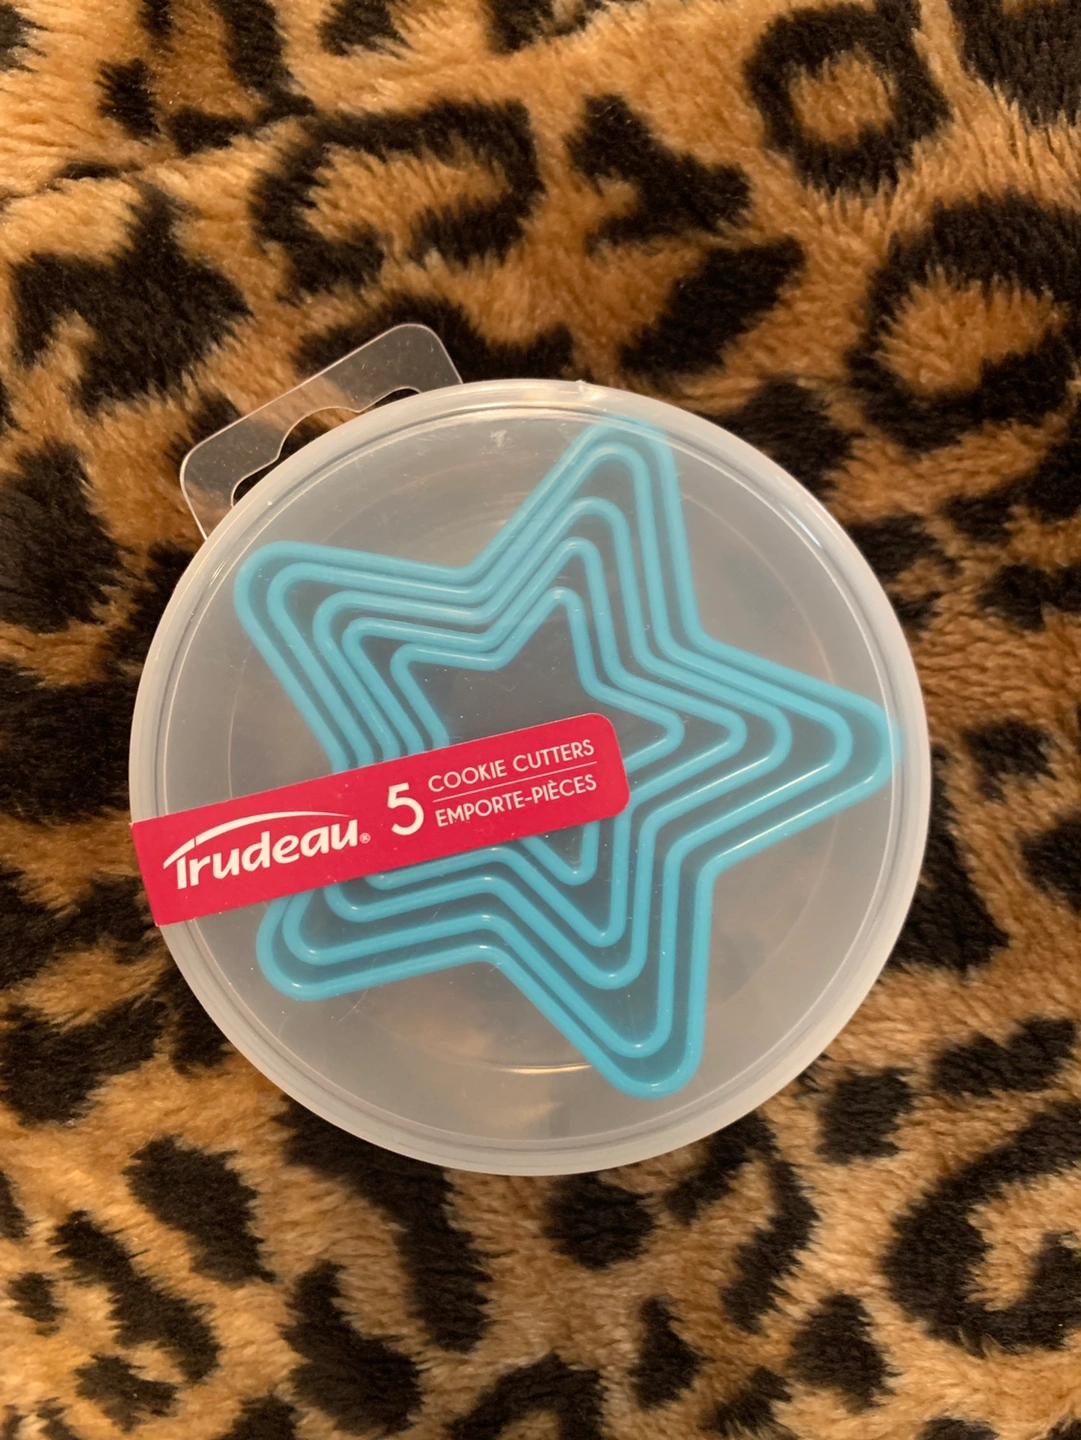 Trudeau®
5
COOKIE CUTTERS
EMPORTE-PIÈCES